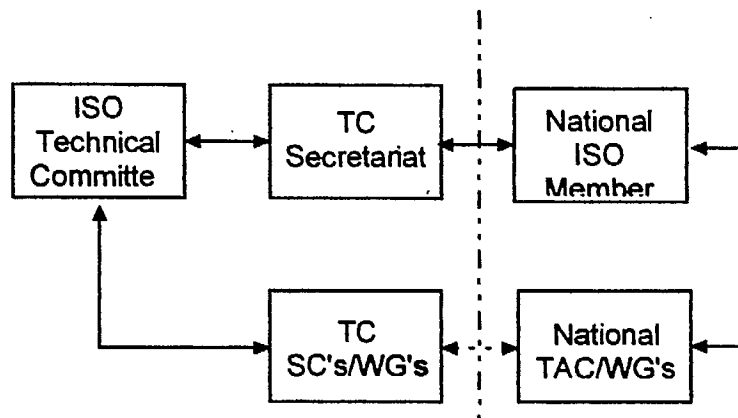 ISO
Technical
Committe
TC
Secretariat
National
ISO
Member
TC
SC's/WG's
National
TAC/WG's